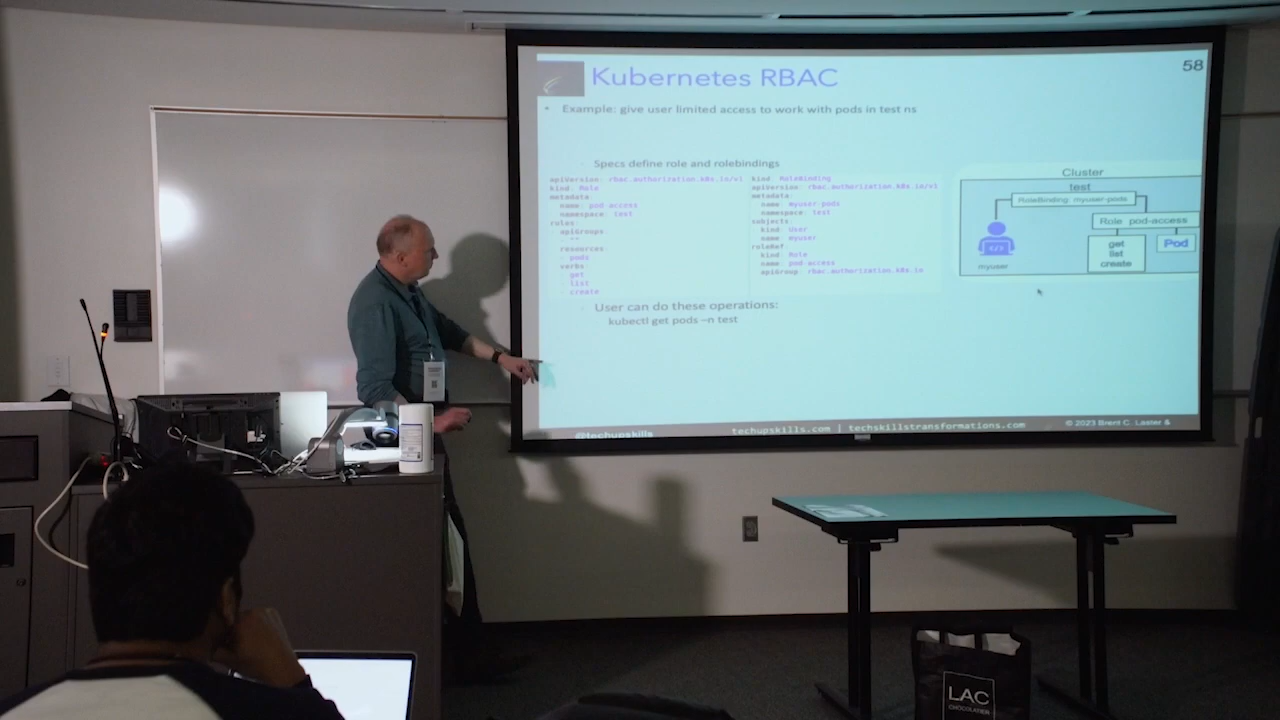 Kubernetes RBAC
58
• Example: give user limited access to work with pods in test ns
Specs define role and rolebindings
apiVersion: rbac.authorization.k8s.io/v1
kind: Role
metadata:
name: pod-access
namespace: test
rules:
- apiGroups:
- ""
resources:
- pods
verbs:
- get
- list
- create
kind: RoleBinding
apiversion: rbac.authorization.k8s.io/v1
metadata:
name: myuser-pods
namespace: test
subjects:
- kind: User
name: myuser
roleRef:
kind: Role
name: pod-access
apiGroup: rbac.authorization.k8s.io
Cluster
test
RoleBinding: myuser-pods
Role pod-access
get
list
create
Pod
</>
myuser
User can do these operations:
kubectl get pods –n test
@techupskills
techupskills.com | techskillstransformations.com
© 2023 Brent C. Laster &
LAC
CHOCOLATIER